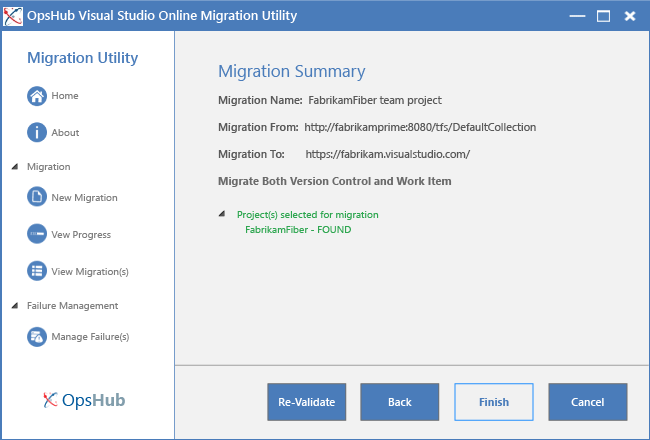 OpsHub Visual Studio Online Migration Utility
Migration Utility
Home
About
Migration
New Migration
Vew Progress
View Migration(s)
Failure Management
Manage Failure(s)
OpsHub
Migration Summary
Migration Name: FabrikamFiber team project
Migration From: http://fabrikamprime:8080/tfs/DefaultCollection
Migration To: https://fabrikam.visualstudio.com/
Migrate Both Version Control and Work Item
Project(s) selected for migration
FabrikamFiber - FOUND
Re-Validate
Back
Finish
Cancel